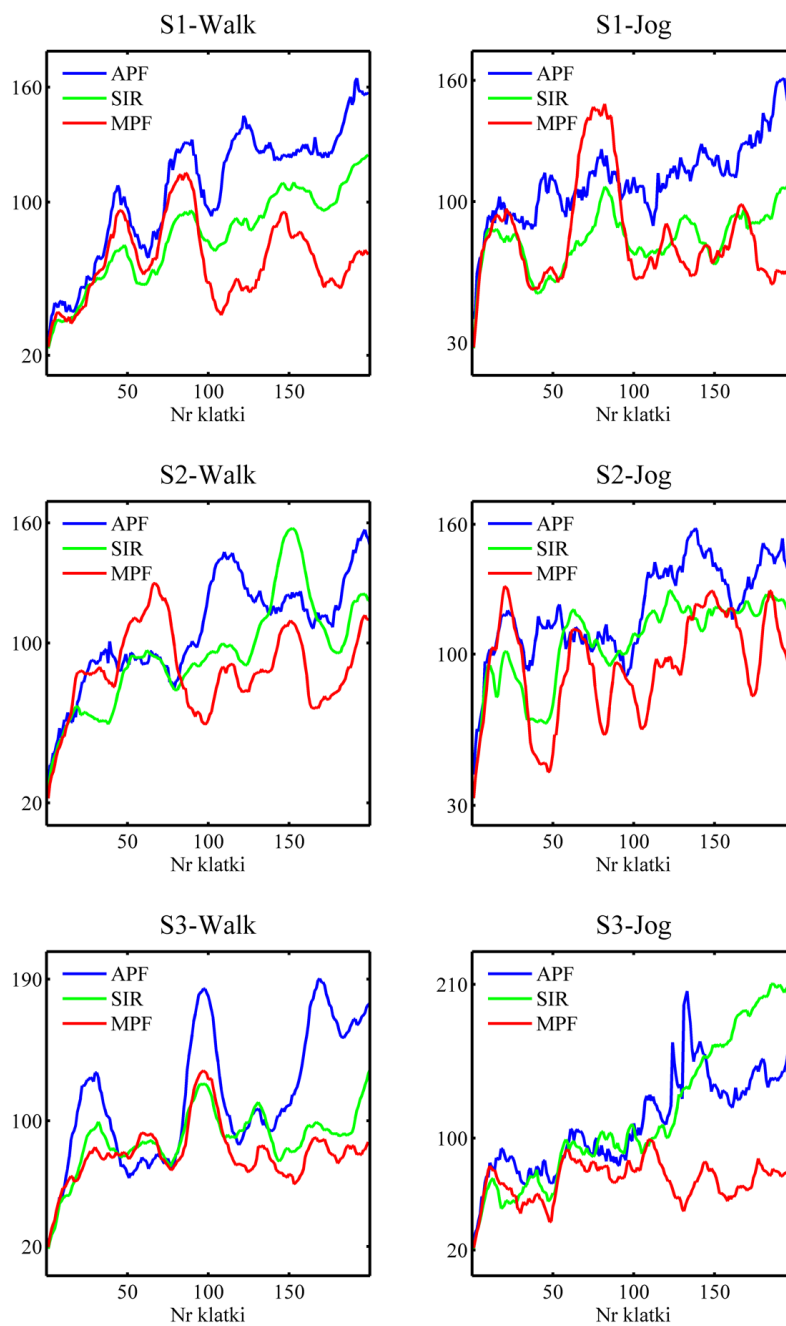 S1-Walk
160
100
20
APF
SIR
MPF
50 100 150
Nr klatki
S1-Jog
160
100
30
APF
SIR
MPF
50 100 150
Nr klatki
S2-Walk
160
100
20
APF
SIR
MPF
50 100 150
Nr klatki
S2-Jog
160
100
30
APF
SIR
MPF
50 100 150
Nr klatki
S3-Walk
190
100
20
APF
SIR
MPF
50 100 150
Nr klatki
S3-Jog
210
100
20
APF
SIR
MPF
50 100 150
Nr klatki